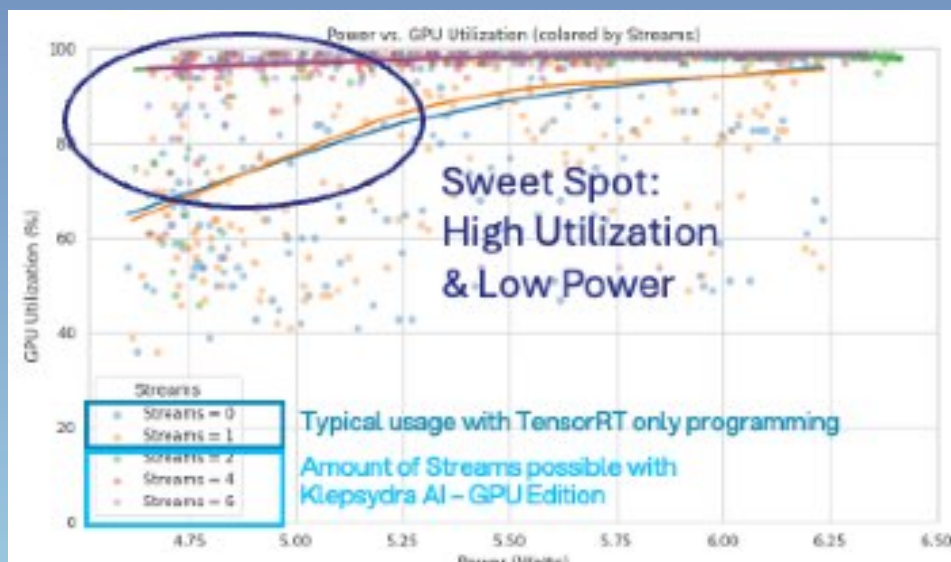 Power vs. GPU Utilization (colored by Streams)
100
80
60
40
20
0
GPU Utilization (%)
Sweet Spot:
High Utilization
& Low Power
Streams
Streams = 0
Streams = 1
Streams = 2
Streams = 4
Streams = 6
Typical usage with TensorRT only programming
Amount of Streams possible with
Klepsydra AI – GPU Edition
4.75 5.00 5.25 5.50 5.75 6.00 6.25 6.50
Power (Watts)